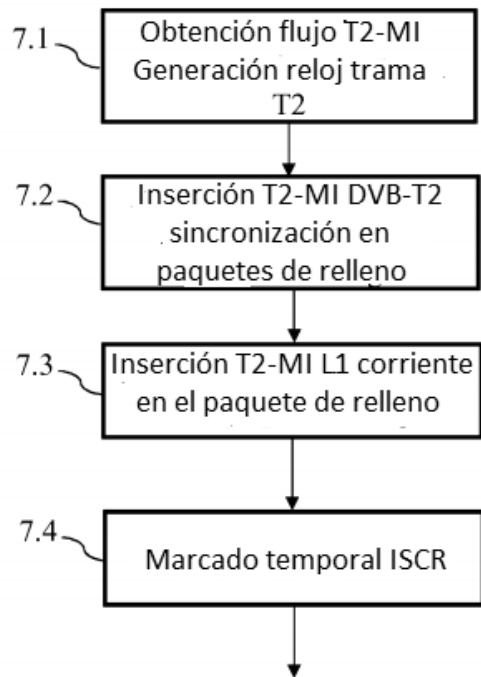 7.1
Obtención flujo T2-MI
Generación reloj trama
T2
7.2
Inserción T2-MI DVB-T2
sincronización en
paquetes de relleno
7.3
Inserción T2-MI L1 corriente
en el paquete de relleno
7.4
Marcado temporal ISCR